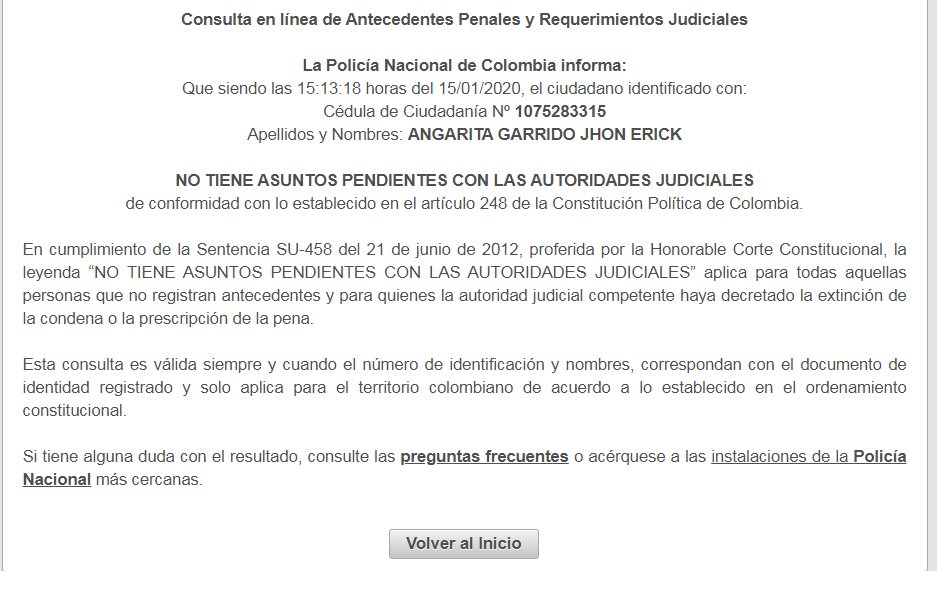 Consulta en línea de Antecedentes Penales y Requerimientos Judiciales
La Policía Nacional de Colombia informa:
Que siendo las 15:13:18 horas del 15/01/2020, el ciudadano identificado con:
Cédula de Ciudadanía Nº 1075283315
Apellidos y Nombres: ANGARITA GARRIDO JHON ERICK
NO TIENE ASUNTOS PENDIENTES CON LAS AUTORIDADES JUDICIALES
de conformidad con lo establecido en el artículo 248 de la Constitución Política de Colombia.
En cumplimiento de la Sentencia SU-458 del 21 de junio de 2012, proferida por la Honorable Corte Constitucional, la
leyenda “NO TIENE ASUNTOS PENDIENTES CON LAS AUTORIDADES JUDICIALES” aplica para todas aquellas
personas que no registran antecedentes y para quienes la autoridad judicial competente haya decretado la extinción de
la condena o la prescripción de la pena.
Esta consulta es válida siempre y cuando el número de identificación y nombres, correspondan con el documento de
identidad registrado y solo aplica para el territorio colombiano de acuerdo a lo establecido en el ordenamiento
constitucional.
Si tiene alguna duda con el resultado, consulte las preguntas frecuentes o acérquese a las instalaciones de la Policía
Nacional más cercanas.
Volver al Inicio